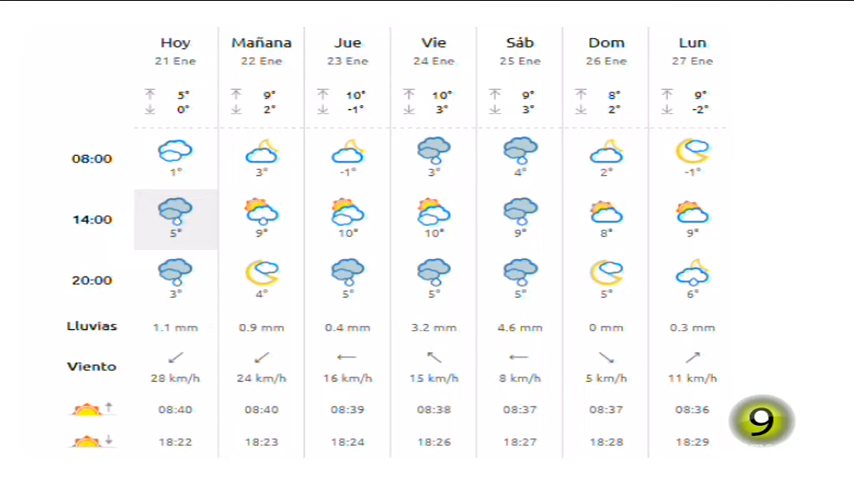 Hoy Mañana Jue Vie Sáb Dom Lun
21 Ene 22 Ene 23 Ene 24 Ene 25 Ene 26 Ene 27 Ene
5° 9° 10° 10° 9° 8° 9°
0° 2° -1° 3° 3° 2° -2°
08:00
1° 3° -1° 3° 4° 2° -1°
14:00
5° 9° 10° 10° 9° 8° 9°
20:00
3° 4° 5° 5° 5° 5° 6°
Lluvias 1.1 mm 0.9 mm 0.4 mm 3.2 mm 4.6 mm 0 mm 0.3 mm
Viento
28 km/h 24 km/h 16 km/h 15 km/h 8 km/h 5 km/h 11 km/h
08:40 08:40 08:39 08:38 08:37 08:37 08:36
18:22 18:23 18:24 18:26 18:27 18:28 18:29
9